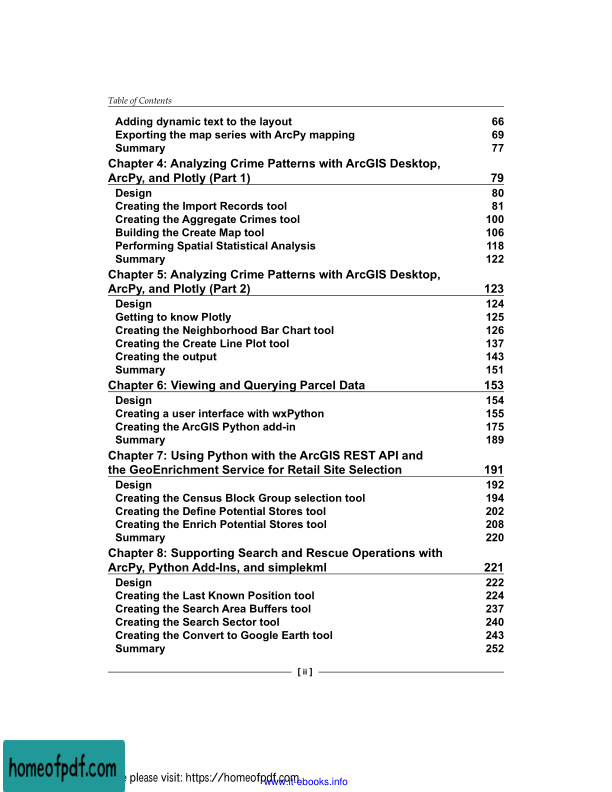 Table of Contents
Adding dynamic text to the layout 66
Exporting the map series with ArcPy mapping 69
Summary 77
Chapter 4: Analyzing Crime Patterns with ArcGIS Desktop,
ArcPy, and Plotly (Part 1) 79
Design 80
Creating the Import Records tool 81
Creating the Aggregate Crimes tool 100
Building the Create Map tool 106
Performing Spatial Statistical Analysis 118
Summary 122
Chapter 5: Analyzing Crime Patterns with ArcGIS Desktop,
ArcPy, and Plotly (Part 2) 123
Design 124
Getting to know Plotly 125
Creating the Neighborhood Bar Chart tool 126
Creating the Create Line Plot tool 137
Creating the output 143
Summary 151
Chapter 6: Viewing and Querying Parcel Data 153
Design 154
Creating a user interface with wxPython 155
Creating the ArcGIS Python add-in 175
Summary 189
Chapter 7: Using Python with the ArcGIS REST API and
the GeoEnrichment Service for Retail Site Selection 191
Design 192
Creating the Census Block Group selection tool 194
Creating the Define Potential Stores tool 202
Creating the Enrich Potential Stores tool 208
Summary 220
Chapter 8: Supporting Search and Rescue Operations with
ArcPy, Python Add-Ins, and simplekml 221
Design 222
Creating the Last Known Position tool 224
Creating the Search Area Buffers tool 237
Creating the Search Sector tool 240
Creating the Convert to Google Earth tool 243
Summary 252
[ ii ]
homeofpdf.com
please visit: https://homeofpdf.com
www.it-ebooks.info